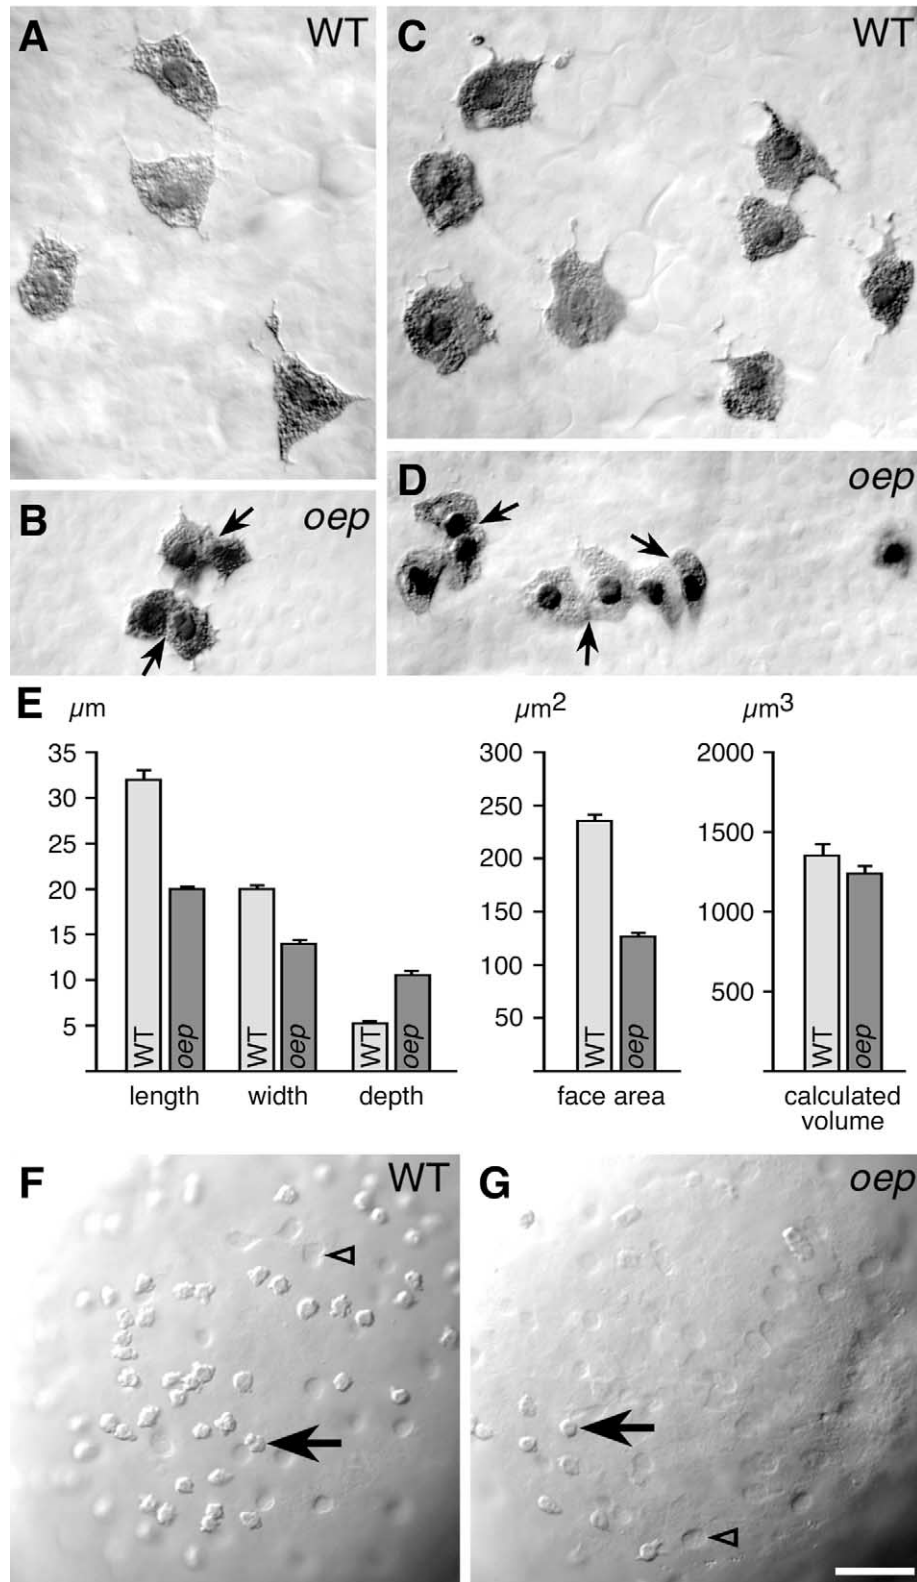 A WT
C WT
B oep
D oep
E µm µm2 µm3
35
30
25
20
15
10
5
WT oep WT oep WT oep
length width depth
300
250
200
150
100
50
WT oep
face area
2000
1500
1000
500
WT oep
calculated
volume
F WT
G oep